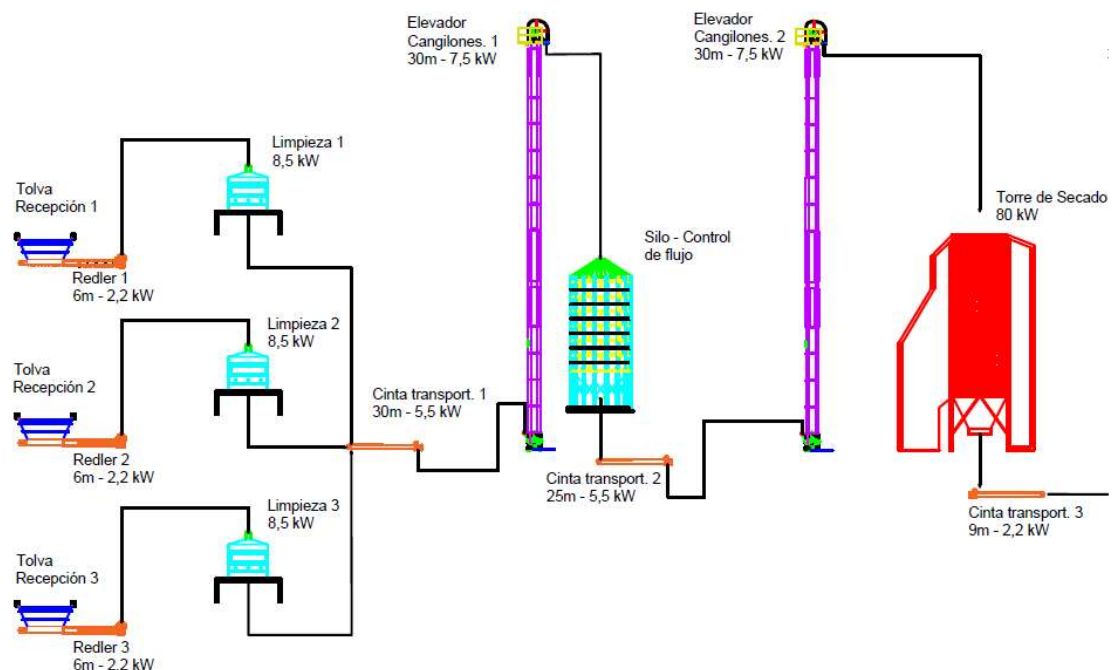 Elevador
Cangilones. 1
30m - 7,5 kW
Elevador
Cangilones. 2
30m - 7,5 kW
Limpieza 1
8,5 kW
Tolva
Recepción 1
Redler 1
6m - 2,2 kW
Torre de Secado
80 kW
Silo - Control
de flujo
Limpieza 2
8,5 kW
Tolva
Recepción 2
Redler 2
6m - 2,2 kW
Cinta transport. 1
30m - 5,5 kW
Cinta transport. 2
25m - 5,5 kW
Cinta transport. 3
9m - 2,2 kW
Limpieza 3
8,5 kW
Tolva
Recepción 3
Redler 3
6m - 2,2 kW